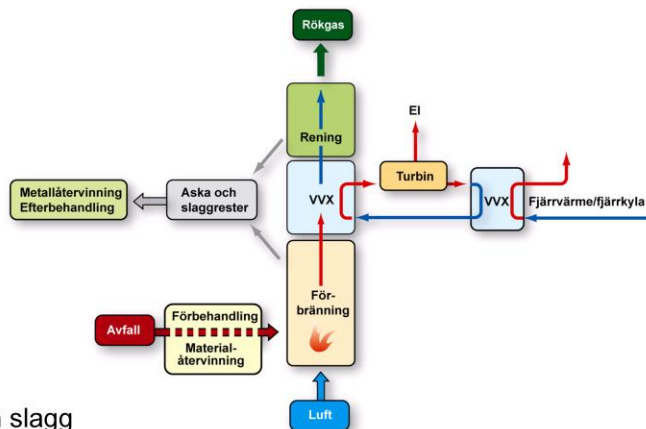 Rökgas
Rening
El
Turbin
Metallåtervinning
Efterbehandling
Aska och
slaggrester
VVX
VVX
Fjärrvärme/fjärrkyla
För-
bränning
Avfall
Förbehandling
Material-
återvinning
Luft
slagg